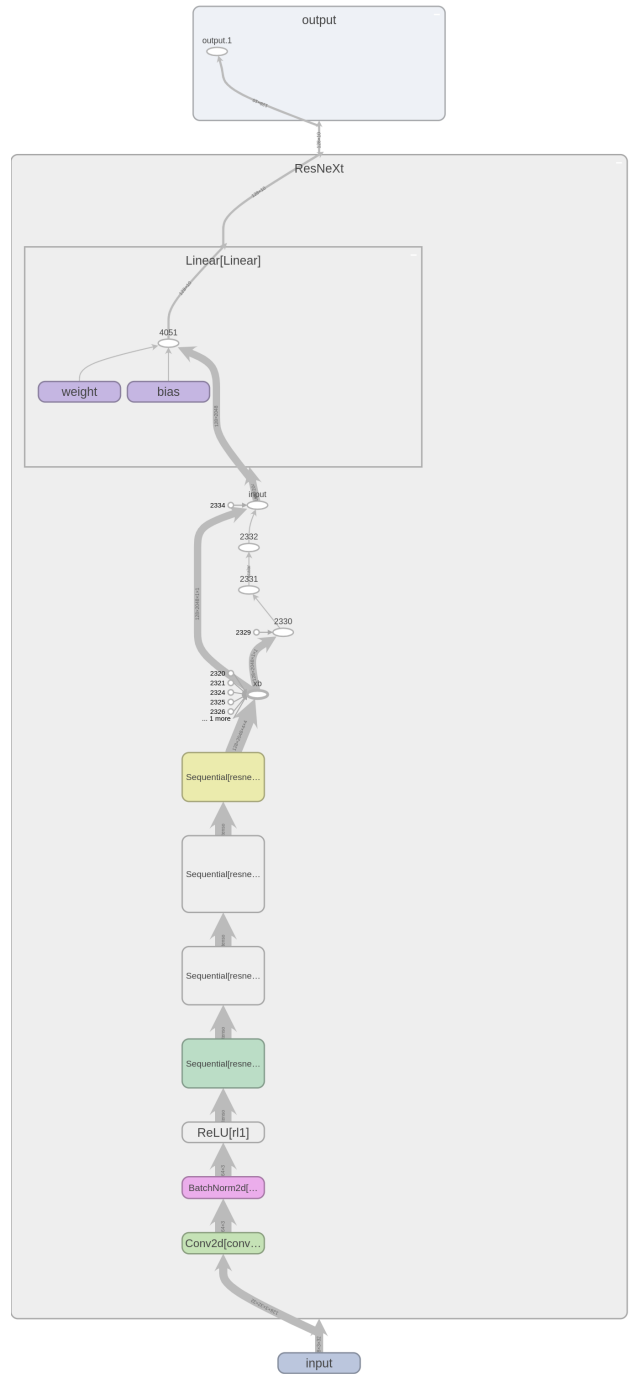 output
output.1
ResNeXt
Linear[Linear]
4051
weight
bias
input
2334
2332
2331
2330
2329
xb
2320
2321
2324
2325
2326
... 1 more
Sequential[resne...
Sequential[resne...
Sequential[resne...
Sequential[resne...
ReLU[rl1]
BatchNorm2d[...
Conv2d[conv...
input